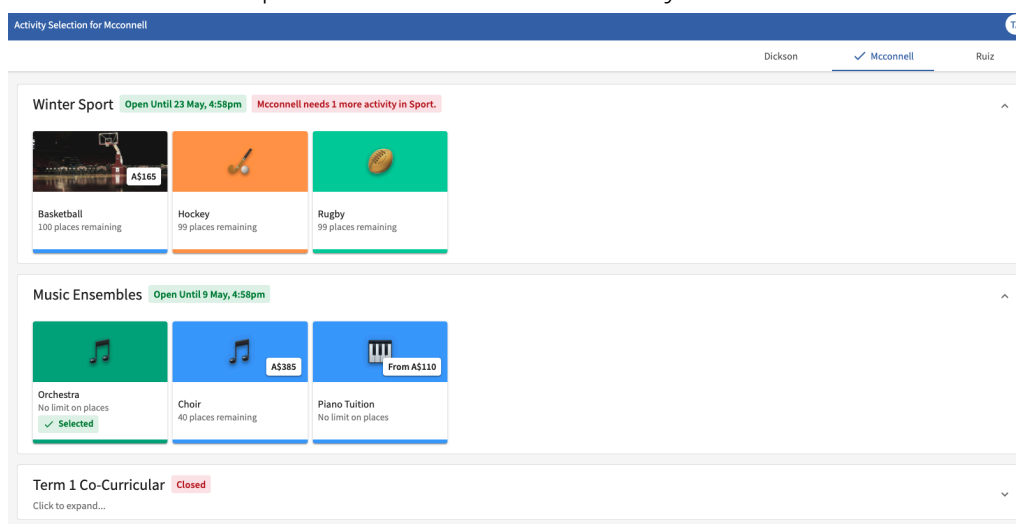 Activity Selection for Mcconnell
Dickson
Mcconnell
Ruiz
Winter Sport Open Until 23 May, 4:58pm Mcconnell needs 1 more activity in Sport.
A$165
Basketball
100 places remaining
Hockey
99 places remaining
Rugby
99 places remaining
Music Ensembles Open Until 9 May, 4:58pm
Orchestra
No limit on places
Selected
A$385
Choir
40 places remaining
From A$110
Piano Tuition
No limit on places
Term 1 Co-Curricular Closed
Click to expand...